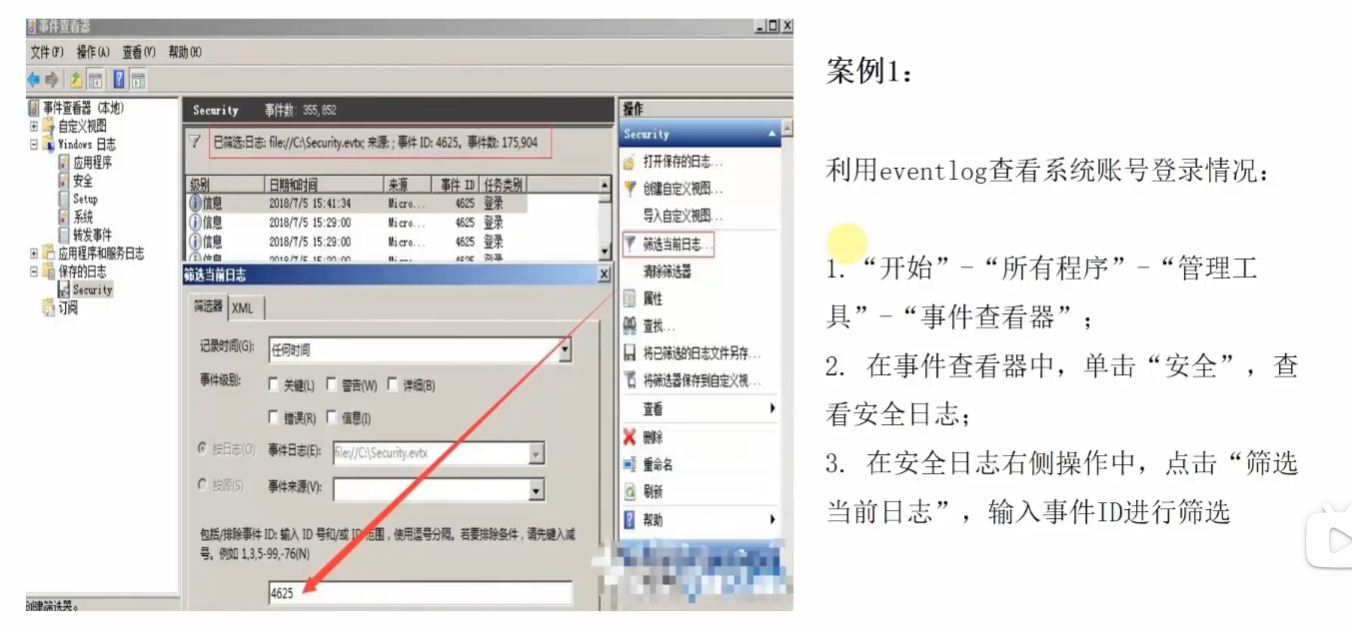 事件查看器
文件(F) 操作(A) 查看(V) 帮助(H)
事件查看器 (本地)
自定义视图
Windows 日志
应用程序
安全
Setup
系统
转发事件
应用程序和服务日志
保存的日志
Security
订阅
创建筛选器。
Security 事件数: 355,852
已筛选:日志: file://C:\Security.evtx; 来源: ; 事件 ID: 4625。事件数: 175,904
级别 日期和时间 来源 事件 ID 任务类别
信息 2018/7/5 15:41:34 Micro... 4625 登录
信息 2018/7/5 15:29:00 Micro... 4625 登录
信息 2018/7/5 15:29:00 Micro... 4625 登录
信息 2018/7/5 15:29:00 Mi... 4625 登录
筛选当前日志
筛选器 XML
记录时间(G): 任何时间
事件级别: 关键(L) 警告(W) 详细(B)
错误(R) 信息(I)
按日志(O) 事件日志(E): file://C:\Security.evtx
按源(S) 事件来源(V):
包括/排除事件 ID: 输入 ID 号和/或 ID 范围，使用逗号分隔。若要排除条件，请先键入减
号。例如 1,3,5-99,-76(N)
4625
操作
Security
打开保存的日志...
创建自定义视图...
导入自定义视图...
筛选当前日志...
清除筛选器
属性
查找...
将已筛选的日志文件另存...
将筛选器保存到自定义视...
查看
删除
重命名
刷新
帮助
案例1：
利用eventlog查看系统账号登录情况：
1.“开始”-“所有程序”-“管理工
具”-“事件查看器”；
2. 在事件查看器中，单击“安全”，查
看安全日志；
3. 在安全日志右侧操作中，点击“筛选
当前日志”，输入事件ID进行筛选